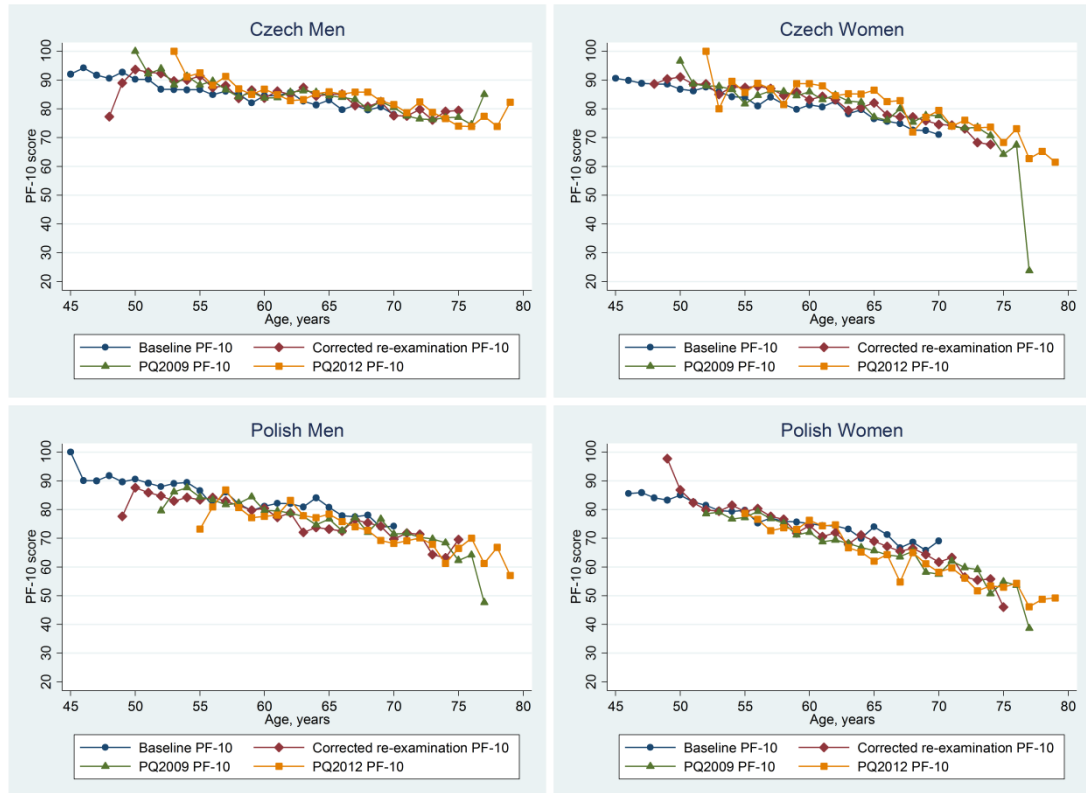 Czech Men
PF-10 score
100
90
80
70
60
50
40
30
20
45 50 55 60 65 70 75 80
Age, years
Baseline PF-10 Corrected re-examination PF-10
PQ2009 PF-10 PQ2012 PF-10
Czech Women
PF-10 score
100
90
80
70
60
50
40
30
20
45 50 55 60 65 70 75 80
Age, years
Baseline PF-10 Corrected re-examination PF-10
PQ2009 PF-10 PQ2012 PF-10
Polish Men
PF-10 score
100
90
80
70
60
50
40
30
20
45 50 55 60 65 70 75 80
Age, years
Baseline PF-10 Corrected re-examination PF-10
PQ2009 PF-10 PQ2012 PF-10
Polish Women
PF-10 score
100
90
80
70
60
50
40
30
20
45 50 55 60 65 70 75 80
Age, years
Baseline PF-10 Corrected re-examination PF-10
PQ2009 PF-10 PQ2012 PF-10